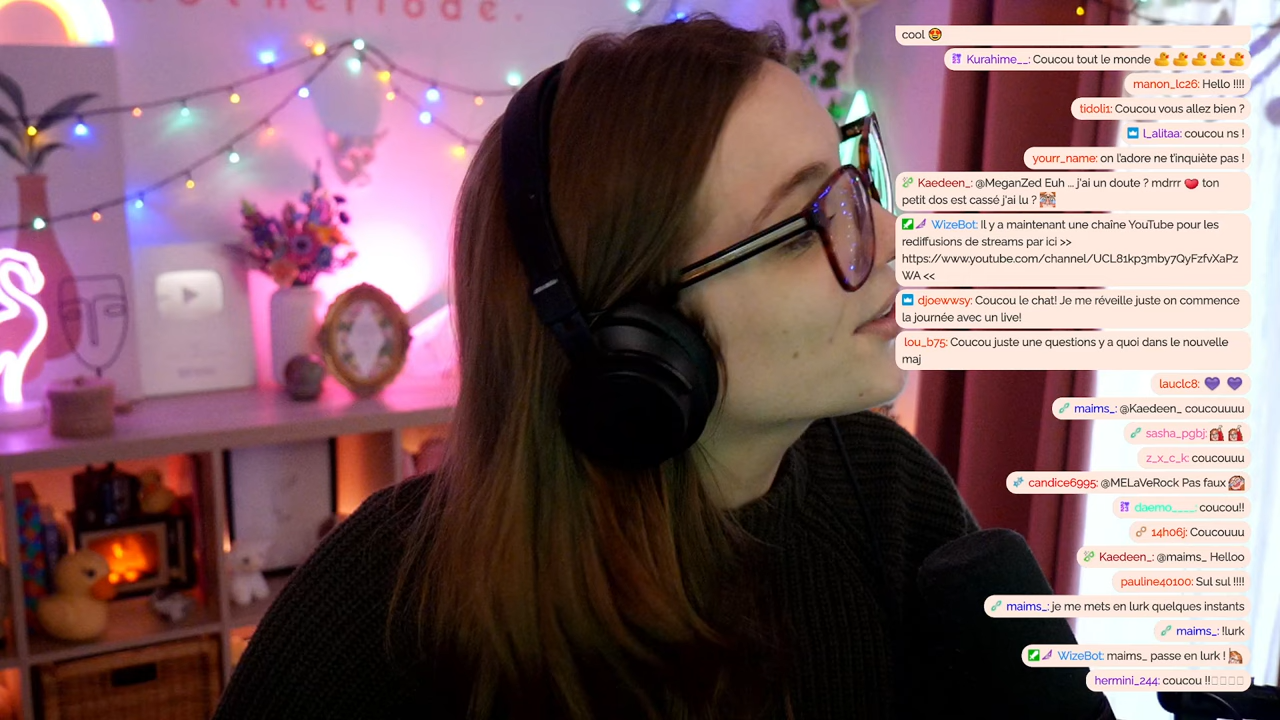 motherlode.
cool 😍
Kurahime__: Coucou tout le monde 🦆🦆🦆🦆🦆
manon_lc26: Hello !!!!
tidoli1: Coucou vous allez bien ?
l_alitaa: coucou ns !
yourr_name: on l'adore ne t'inquiète pas !
Kaedeen_: @MeganZed Euh ... j'ai un doute ? mdrrr ❤️ ton
petit dos est cassé j'ai lu ?
WizeBot: Il y a maintenant une chaîne YouTube pour les
rediffusions de streams par ici >>
https://www.youtube.com/channel/UCL81kp3mby7QyFzfvXaPz
WA <<
djoewwsy: Coucou le chat! Je me réveille juste on commence
la journée avec un live!
lou_b75: Coucou juste une questions y a quoi dans le nouvelle
maj
lauclc8: 💜 💜
maims_: @Kaedeen_ coucouuuu
sasha_pgbj:
z_x_c_k: coucouuu
candice6995: @MELaVeRock Pas faux
daemo____: coucou!!
14h06j: Coucouuu
Kaedeen_: @maims_ Helloo
pauline40100: Sul sul !!!!
maims_: je me mets en lurk quelques instants
maims_: !lurk
WizeBot: maims_ passe en lurk !
hermini_244: coucou !!